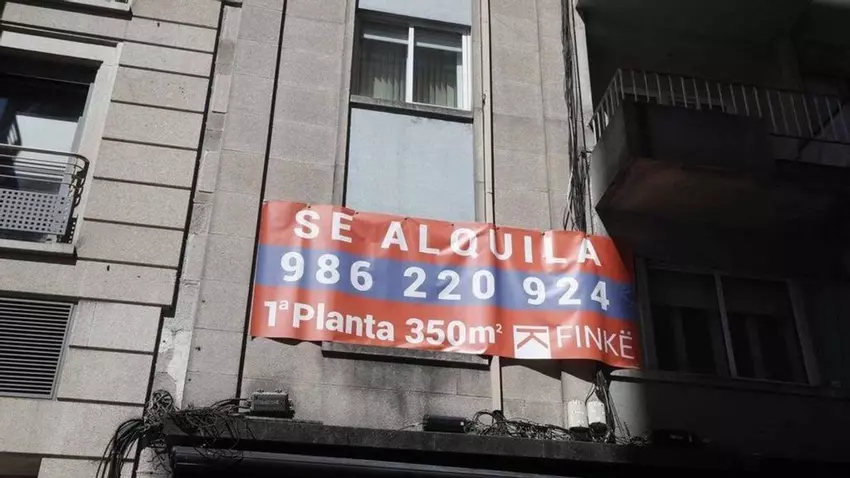 SE ALQUILA
986 220 924
1ª Planta 350m² FINKË